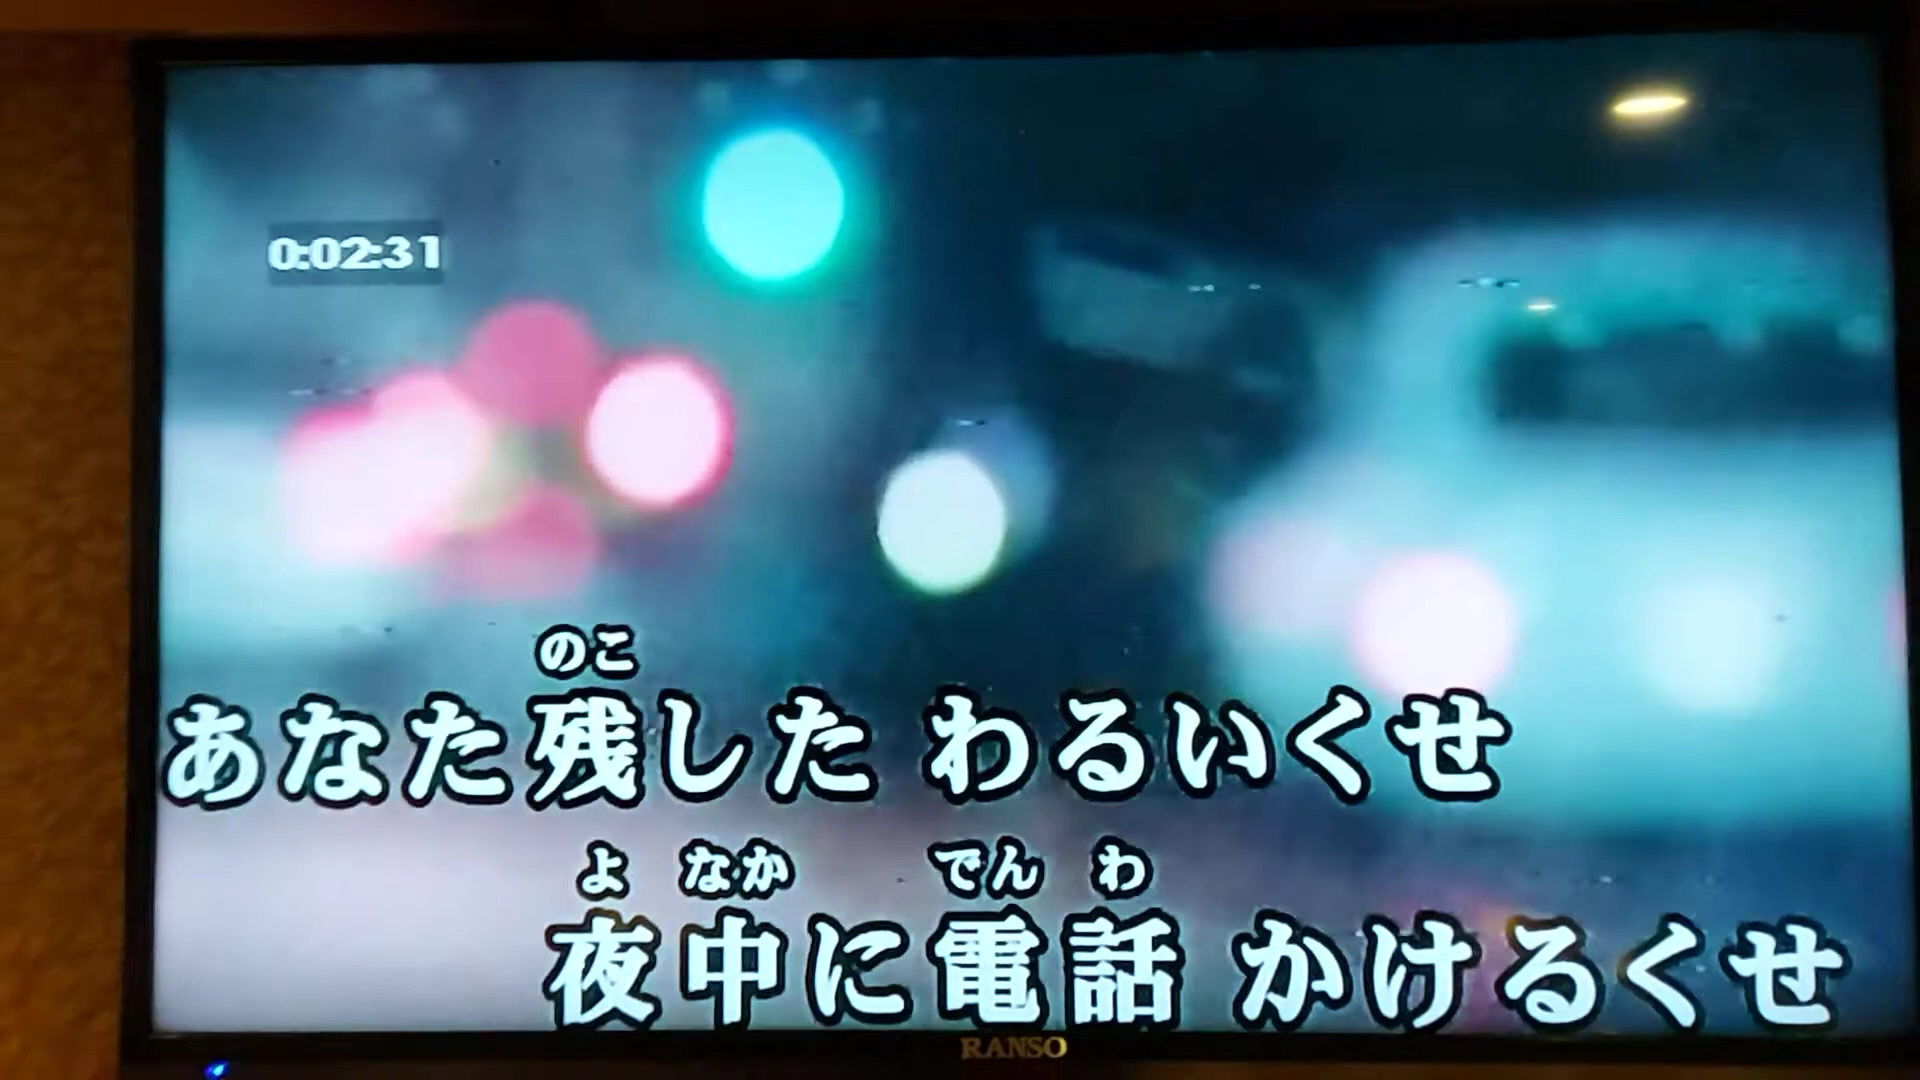 0:02:31
のこ
あなた残した わるいくせ
よ なか でん わ
夜中に電話 かけるくせ
RANSO